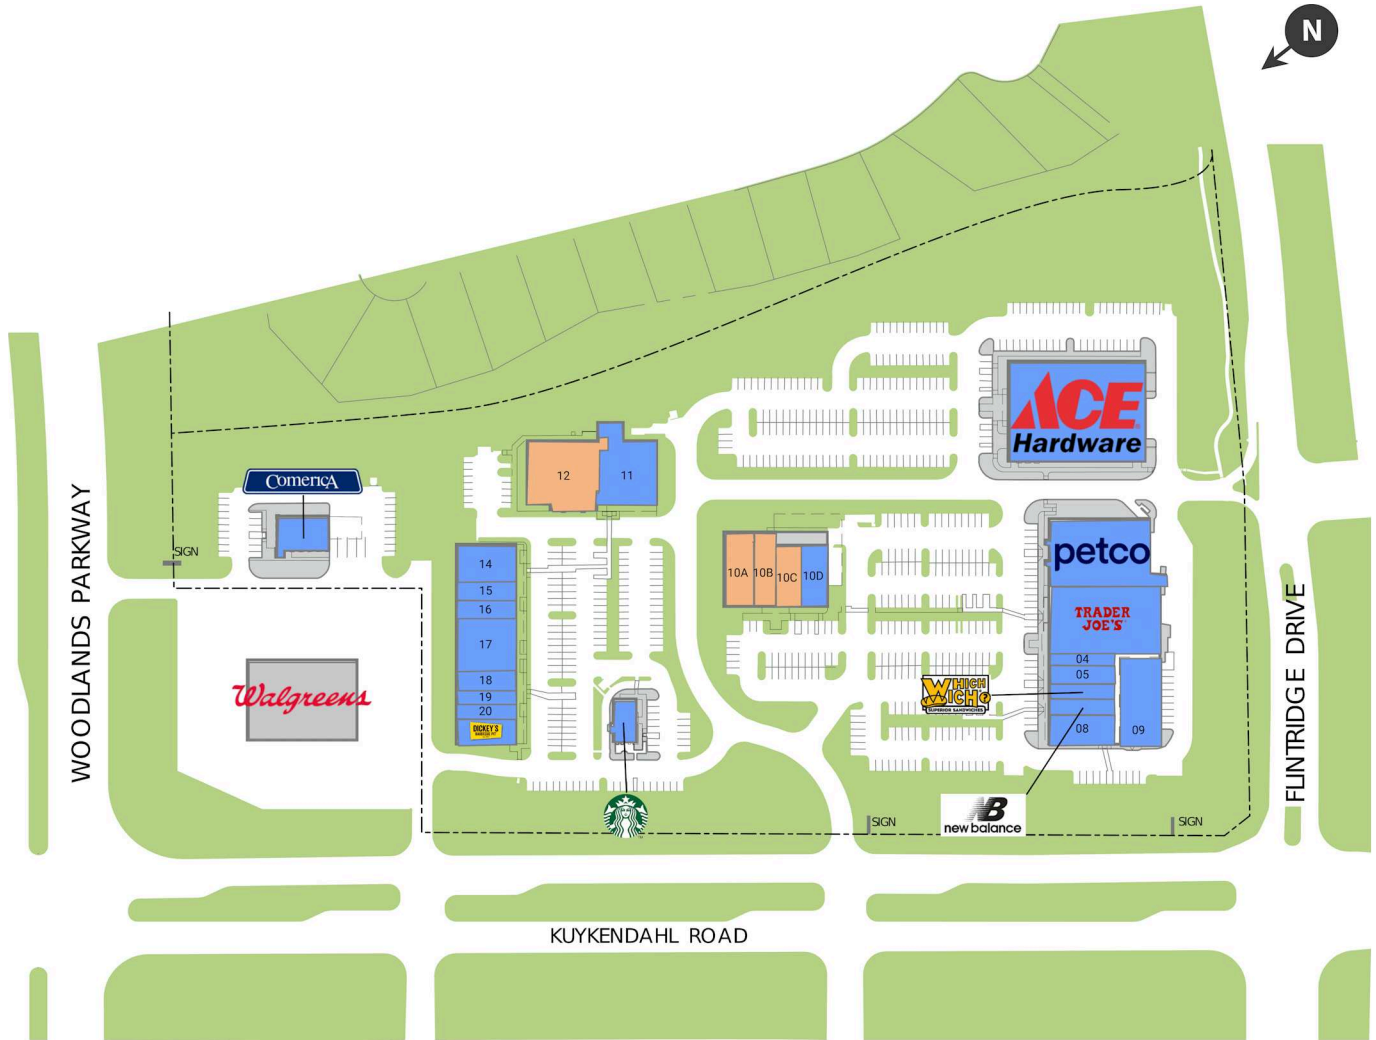 N
ACE
Hardware
12
11
COMERICA
SIGN
petco
14
15
16
17
18
19
20
DICKEY'S
10A
10B
10C
10D
TRADER
JOE'S
04
05
WHICH
WICH?
SUPERIOR SANDWICHES
08
09
Walgreens
WOODLANDS PARKWAY
FLINTRIDGE DRIVE
NB
new balance
SIGN
SIGN
KUYKENDAHL ROAD